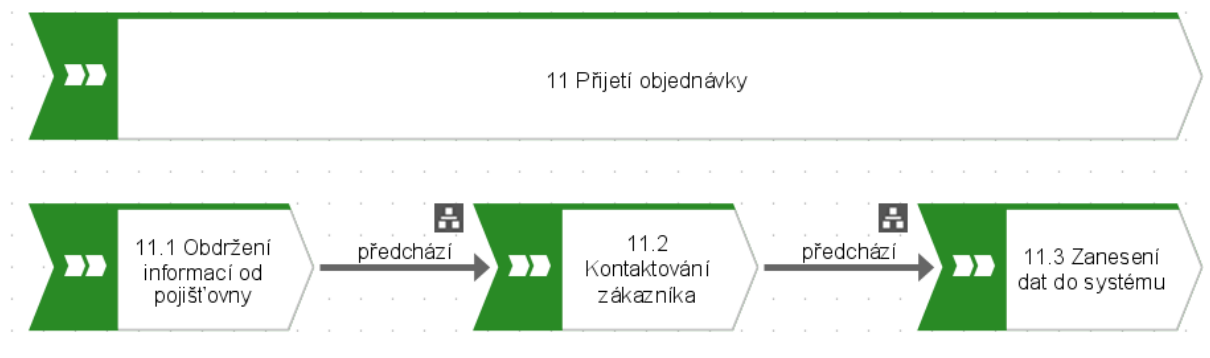 11 Přijetí objednávky
11.1 Obdržení
informací od
pojišťovny
předchází
11.2
Kontaktování
zákazníka
předchází
11.3 Zanesení
dat do systému